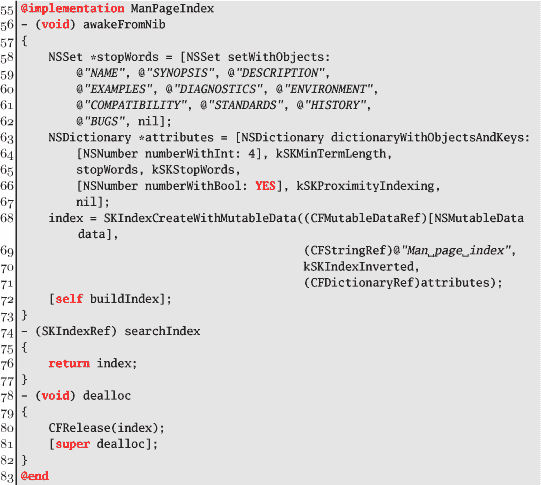 55 @implementation ManPageIndex
56 - (void) awakeFromNib
57 {
58     NSSet *stopWords = [NSSet setWithObjects:
59         @"NAME", @"SYNOPSIS", @"DESCRIPTION",
60         @"EXAMPLES", @"DIAGNOSTICS", @"ENVIRONMENT",
61         @"COMPATIBILITY", @"STANDARDS", @"HISTORY",
62         @"BUGS", nil];
63     NSDictionary *attributes = [NSDictionary dictionaryWithObjectsAndKeys:
64         [NSNumber numberWithInt: 4], kSKMinTermLength,
65         stopWords, kSKStopWords,
66         [NSNumber numberWithBool: YES], kSKProximityIndexing,
67         nil];
68     index = SKIndexCreateWithMutableData((CFMutableDataRef)[NSMutableData
            data],
69                                          (CFStringRef)@"Man␣page␣index",
70                                          kSKIndexInverted,
71                                          (CFDictionaryRef)attributes);
72     [self buildIndex];
73 }
74 - (SKIndexRef) searchIndex
75 {
76     return index;
77 }
78 - (void) dealloc
79 {
80     CFRelease(index);
81     [super dealloc];
82 }
83 @end